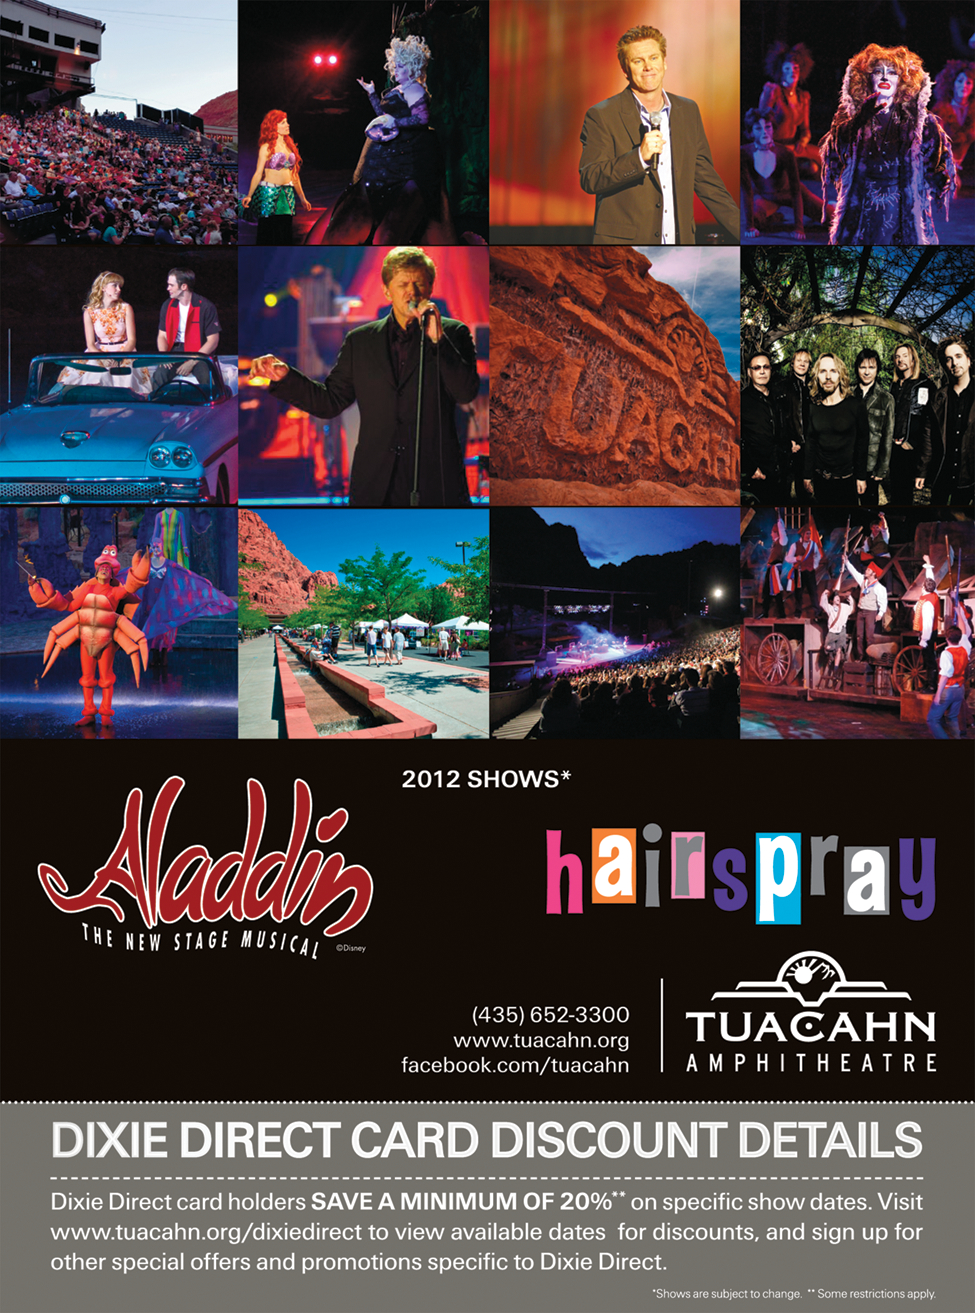 TUACAHN
2012 SHOWS*
Aladdin
THE NEW STAGE MUSICAL
©Disney
hairspray
(435) 652-3300
www.tuacahn.org
facebook.com/tuacahn
TUACAHN
AMPHITHEATRE
DIXIE DIRECT CARD DISCOUNT DETAILS
Dixie Direct card holders SAVE A MINIMUM OF 20%** on specific show dates. Visit
www.tuacahn.org/dixiedirect to view available dates for discounts, and sign up for
other special offers and promotions specific to Dixie Direct.
*Shows are subject to change. ** Some restrictions apply.